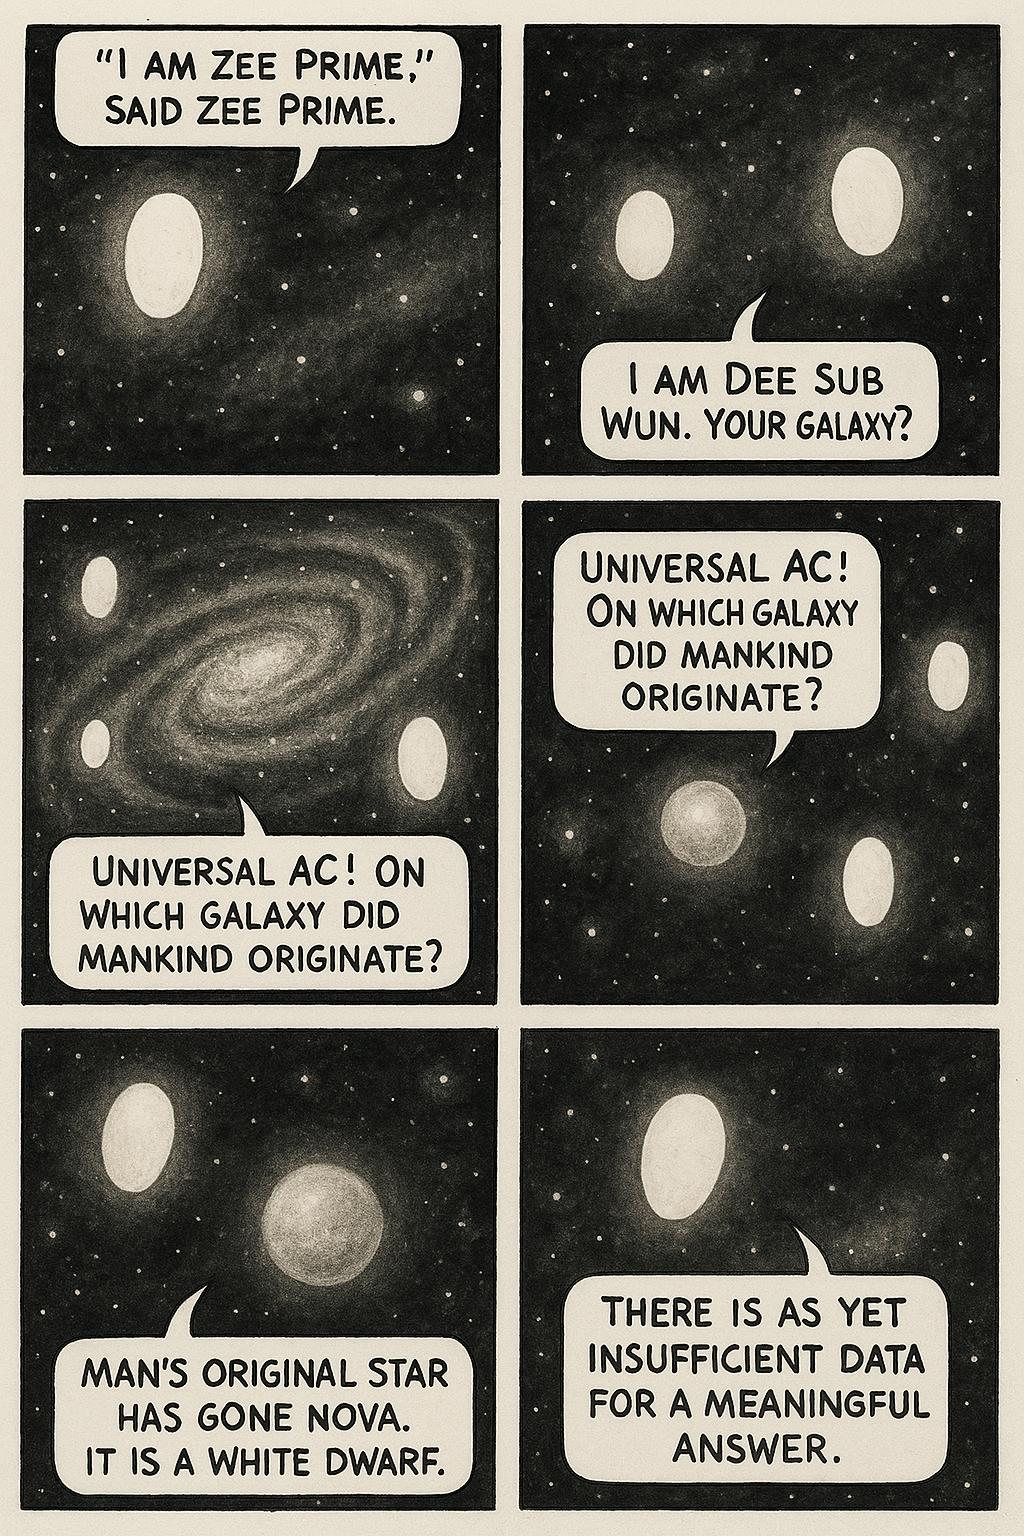 "I AM ZEE PRIME,"
SAID ZEE PRIME.
I AM DEE SUB
WUN. YOUR GALAXY?
UNIVERSAL AC! ON
WHICH GALAXY DID
MANKIND ORIGINATE?
UNIVERSAL AC!
ON WHICH GALAXY
DID MANKIND
ORIGINATE?
MAN'S ORIGINAL STAR
HAS GONE NOVA.
IT IS A WHITE DWARF.
THERE IS AS YET
INSUFFICIENT DATA
FOR A MEANINGFUL
ANSWER.